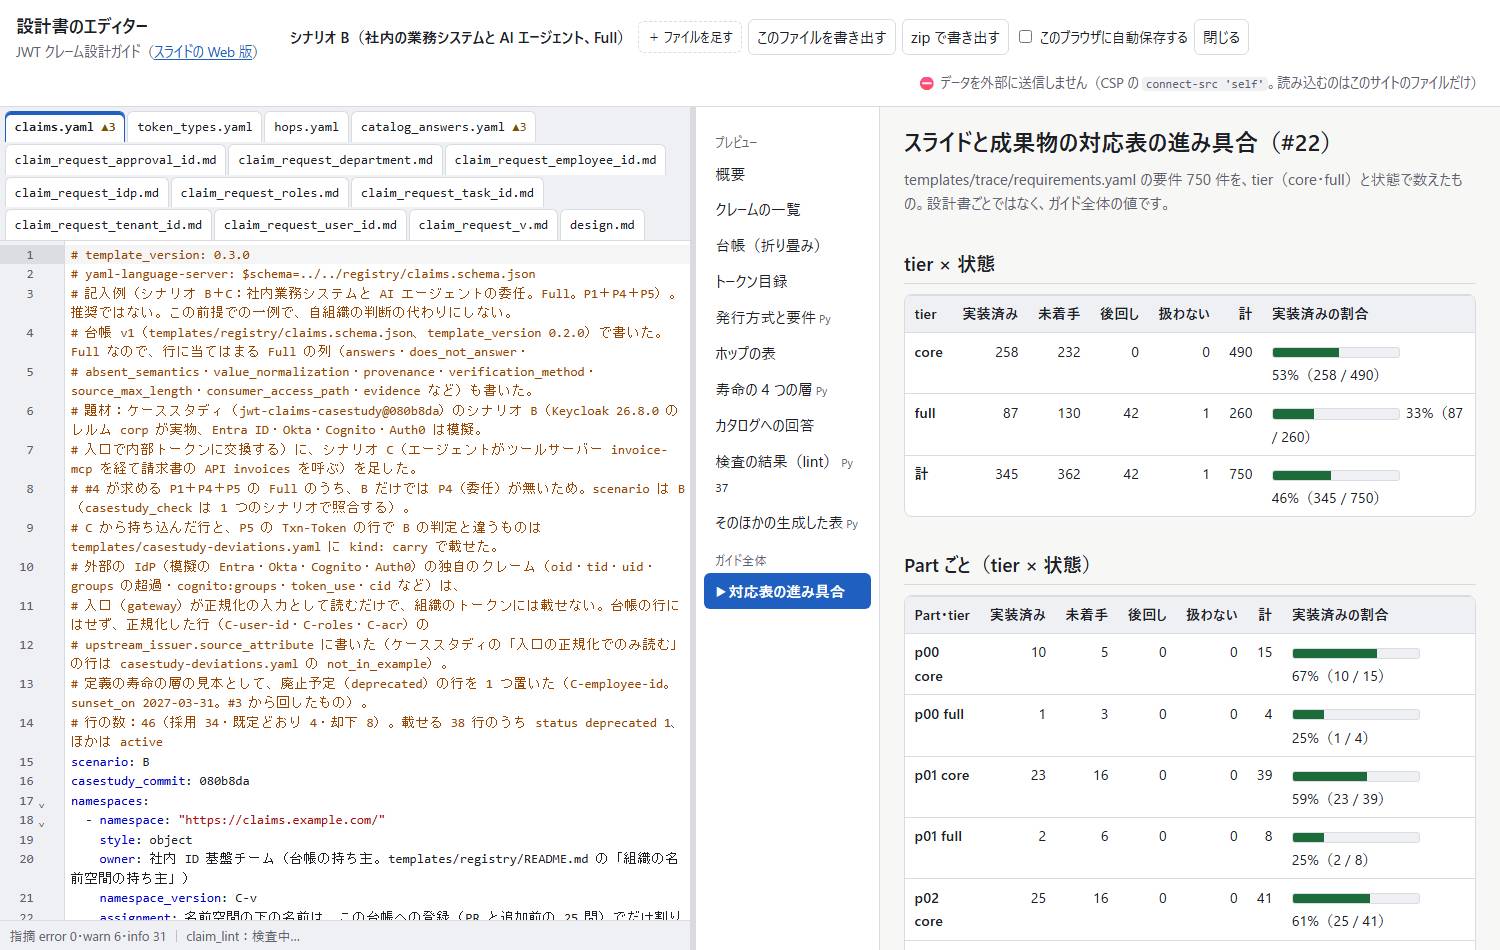 設計書のエディター
JWT クレーム設計ガイド（スライドの Web 版）
シナリオ B（社内の業務システムと AI エージェント、Full）
＋ ファイルを足す
このファイルを書き出す
zip で書き出す
このブラウザに自動保存する
閉じる
⛔ データを外部に送信しません（CSP の connect-src 'self'。読み込むのはこのサイトのファイルだけ）
claims.yaml ▲3
token_types.yaml
hops.yaml
catalog_answers.yaml ▲3
claim_request_approval_id.md
claim_request_department.md
claim_request_employee_id.md
claim_request_idp.md
claim_request_roles.md
claim_request_task_id.md
claim_request_tenant_id.md
claim_request_user_id.md
claim_request_v.md
design.md
1 # template_version: 0.3.0
2 # yaml-language-server: $schema=../../registry/claims.schema.json
3 # 記入例（シナリオ B＋C：社内業務システムと AI エージェントの委任。Full。P1＋P4＋P5）。
推奨ではない。この前提での一例で、自組織の判断の代わりにしない。
4 # 台帳 v1（templates/registry/claims.schema.json、template_version 0.2.0）で書いた。
Full なので、行に当てはまる Full の列（answers・does_not_answer・
5 # absent_semantics・value_normalization・provenance・verification_method・
source_max_length・consumer_access_path・evidence など）も書いた。
6 # 題材：ケーススタディ（jwt-claims-casestudy@080b8da）のシナリオ B（Keycloak 26.8.0 の
レルム corp が実物、Entra ID・Okta・Cognito・Auth0 は模擬。
7 # 入口で内部トークンに交換する）に、シナリオ C（エージェントがツールサーバー invoice-
mcp を経て請求書の API invoices を呼ぶ）を足した。
8 # #4 が求める P1＋P4＋P5 の Full のうち、B だけでは P4（委任）が無いため。scenario は B
（casestudy_check は 1 つのシナリオで照合する）。
9 # C から持ち込んだ行と、P5 の Txn-Token の行で B の判定と違うものは
templates/casestudy-deviations.yaml に kind: carry で載せた。
10 # 外部の IdP（模擬の Entra・Okta・Cognito・Auth0）の独自のクレーム（oid・tid・uid・
groups の超過・cognito:groups・token_use・cid など）は、
11 # 入口（gateway）が正規化の入力として読むだけで、組織のトークンには載せない。台帳の行に
はせず、正規化した行（C-user-id・C-roles・C-acr）の
12 # upstream_issuer.source_attribute に書いた（ケーススタディの「入口の正規化でのみ読む」
の行は casestudy-deviations.yaml の not_in_example）。
13 # 定義の寿命の層の見本として、廃止予定（deprecated）の行を 1 つ置いた（C-employee-id。
sunset_on 2027-03-31。#3 から回したもの）。
14 # 行の数：46（採用 34・既定どおり 4・却下 8）。載せる 38 行のうち status deprecated 1、
ほかは active
15 scenario: B
16 casestudy_commit: 080b8da
17 namespaces:
18 - namespace: "https://claims.example.com/"
19 style: object
20 owner: 社内 ID 基盤チーム（台帳の持ち主。templates/registry/README.md の「組織の名
前空間の持ち主」）
21 namespace_version: C-v
22 assignment: 名前空間の下の名前は、この台帳への登録（PR と追加前の 25 問）でだけ割り
指摘 error 0・warn 6・info 31
claim_lint：検査中…
プレビュー
概要
クレームの一覧
台帳（折り畳み）
トークン目録
発行方式と要件 Py
ホップの表
寿命の 4 つの層 Py
カタログへの回答
検査の結果（lint） Py
37
そのほかの生成した表 Py
ガイド全体
▶ 対応表の進み具合
スライドと成果物の対応表の進み具合（#22）
templates/trace/requirements.yaml の要件 750 件を、tier（core・full）と状態で数えたも
の。設計書ごとではなく、ガイド全体の値です。
tier × 状態
tier 実装済み 未着手 後回し 扱わない 計 実装済みの割合
core 258 232 0 0 490
53%（258 / 490）
full 87 130 42 1 260 33%（87
/ 260）
計 345 362 42 1 750
46%（345 / 750）
Part ごと（tier × 状態）
Part・tier 実装済み 未着手 後回し 扱わない 計 実装済みの割合
p00 core 10 5 0 0 15
67%（10 / 15）
p00 full 1 3 0 0 4
25%（1 / 4）
p01 core 23 16 0 0 39
59%（23 / 39）
p01 full 2 6 0 0 8
25%（2 / 8）
p02 core 25 16 0 0 41
61%（25 / 41）